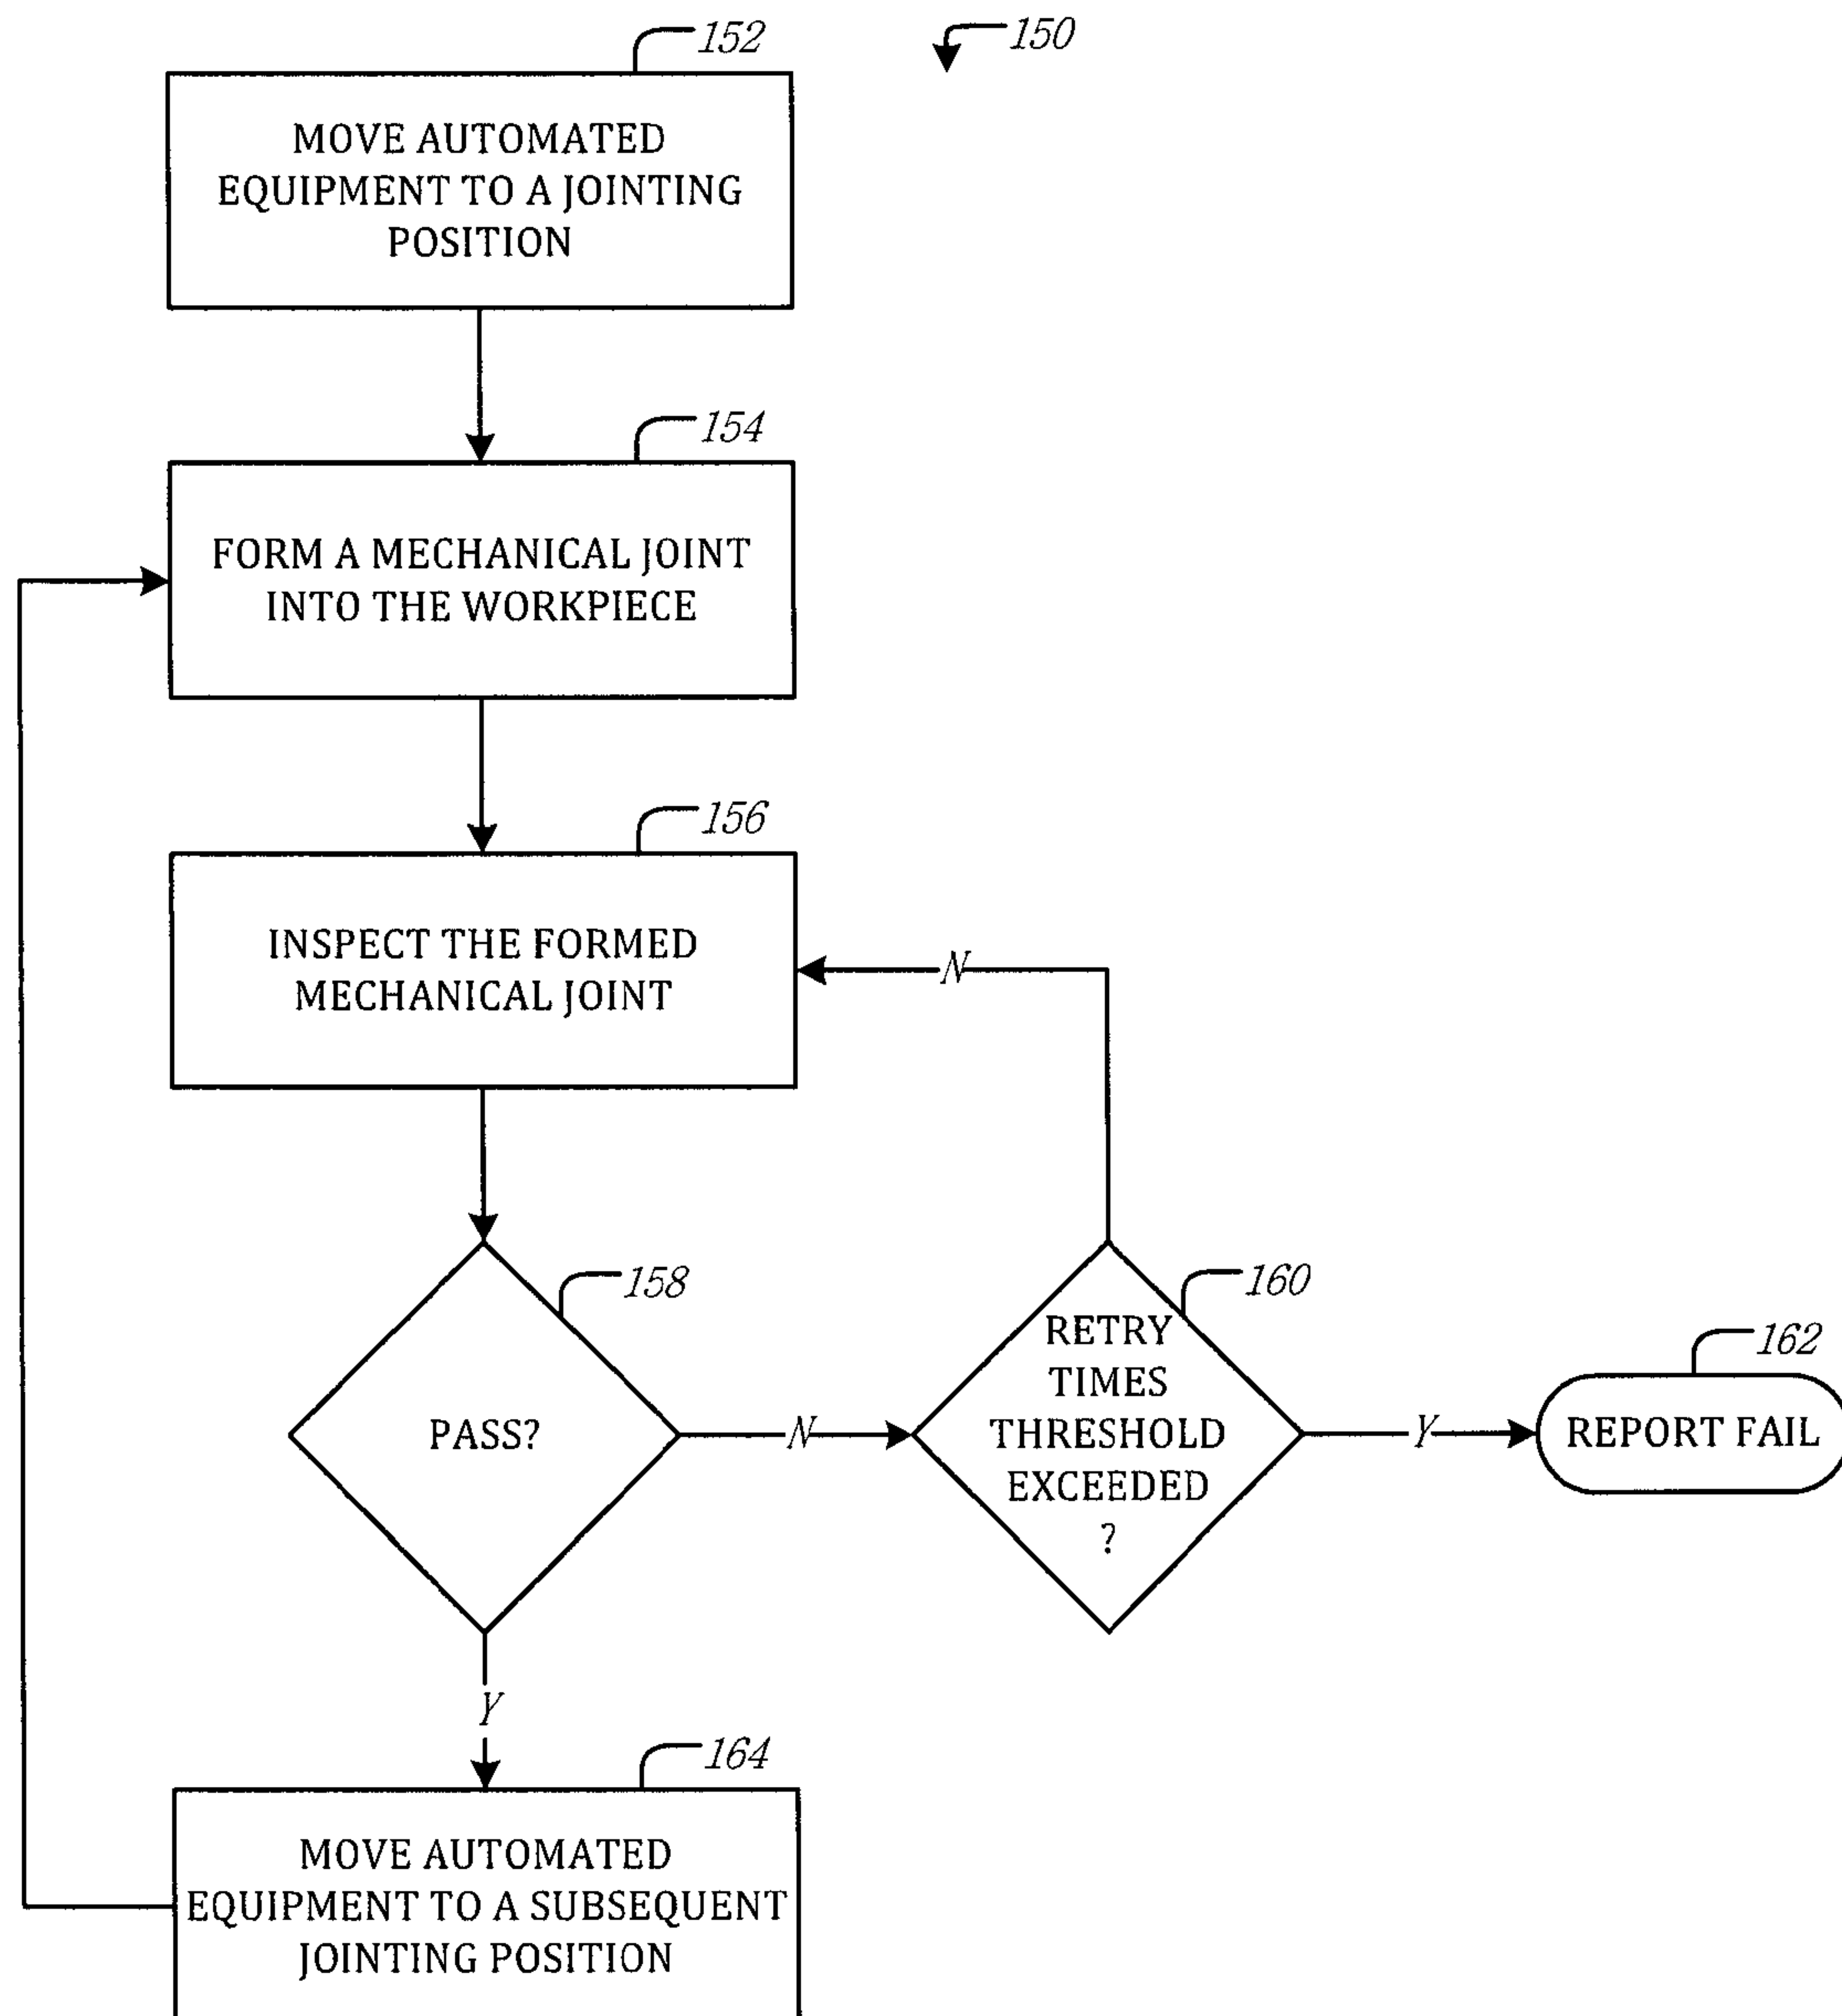 152
150
MOVE AUTOMATED
EQUIPMENT TO A JOINTING
POSITION
154
FORM A MECHANICAL JOINT
INTO THE WORKPIECE
156
INSPECT THE FORMED
MECHANICAL JOINT
N
158
PASS?
N
160
RETRY
TIMES
THRESHOLD
EXCEEDED
?
Y
162
REPORT FAIL
Y
164
MOVE AUTOMATED
EQUIPMENT TO A SUBSEQUENT
JOINTING POSITION